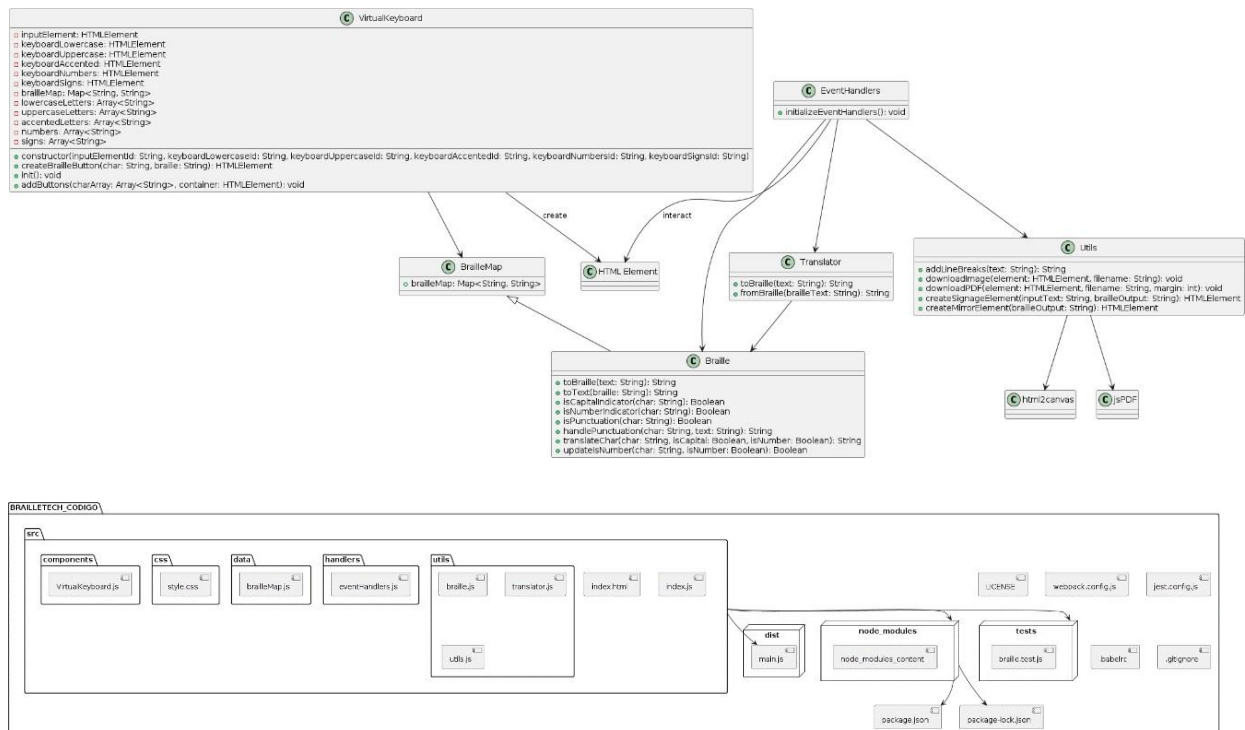 C VirtualKeyboard
inputElement: HTMLElement
keyboardLowercase: HTMLElement
keyboardUppercase: HTMLElement
keyboardAccented: HTMLElement
keyboardNumbers: HTMLElement
keyboardSigns: HTMLElement
brailleMap: Map<String, String>
lowercaseLetters: Array<String>
uppercaseLetters: Array<String>
accentedLetters: Array<String>
numbers: Array<String>
signs: Array<String>
constructor(inputElementId: String, keyboardLowercaseId: String, keyboardUppercaseId: String, keyboardAccentedId: String, keyboardNumbersId: String, keyboardSignsId: String)
createBrailleButton(char: String, braille: String): HTMLElement
init(): void
addButtons(charArray: Array<String>, container: HTMLElement): void
C EventHandlers
initializeEventHandlers(): void
create
interact
C BrailleMap
brailleMap: Map<String, String>
C HTML Element
C Translator
toBraille(text: String): String
fromBraille(brailleText: String): String
C Utils
addLineBreaks(text: String): String
downloadImage(element: HTMLElement, filename: String): void
downloadPDF(element: HTMLElement, filename: String, margin: int): void
createSignageElement(inputText: String, brailleOutput: String): HTMLElement
createMirrorElement(brailleOutput: String): HTMLElement
C Braille
toBraille(text: String): String
toText(braille: String): String
isCapitalIndicator(char: String): Boolean
isNumberIndicator(char: String): Boolean
isPunctuation(char: String): Boolean
handlePunctuation(char: String, text: String): String
translateChar(char: String, isCapital: Boolean, isNumber: Boolean): String
updateIsNumber(char: String, isNumber: Boolean): Boolean
C html2canvas
C jsPDF
BRAILLETECH_CODIGO
src
components
VirtualKeyboard.js
css
style.css
data
brailleMap.js
handlers
eventHandlers.js
utils
braille.js
translator.js
utils.js
index.html
index.js
LICENSE
webpack.config.js
jest.config.js
dist
main.js
node_modules
node_modules_content
tests
braille.test.js
babelrc
.gitignore
package.json
package-lock.json